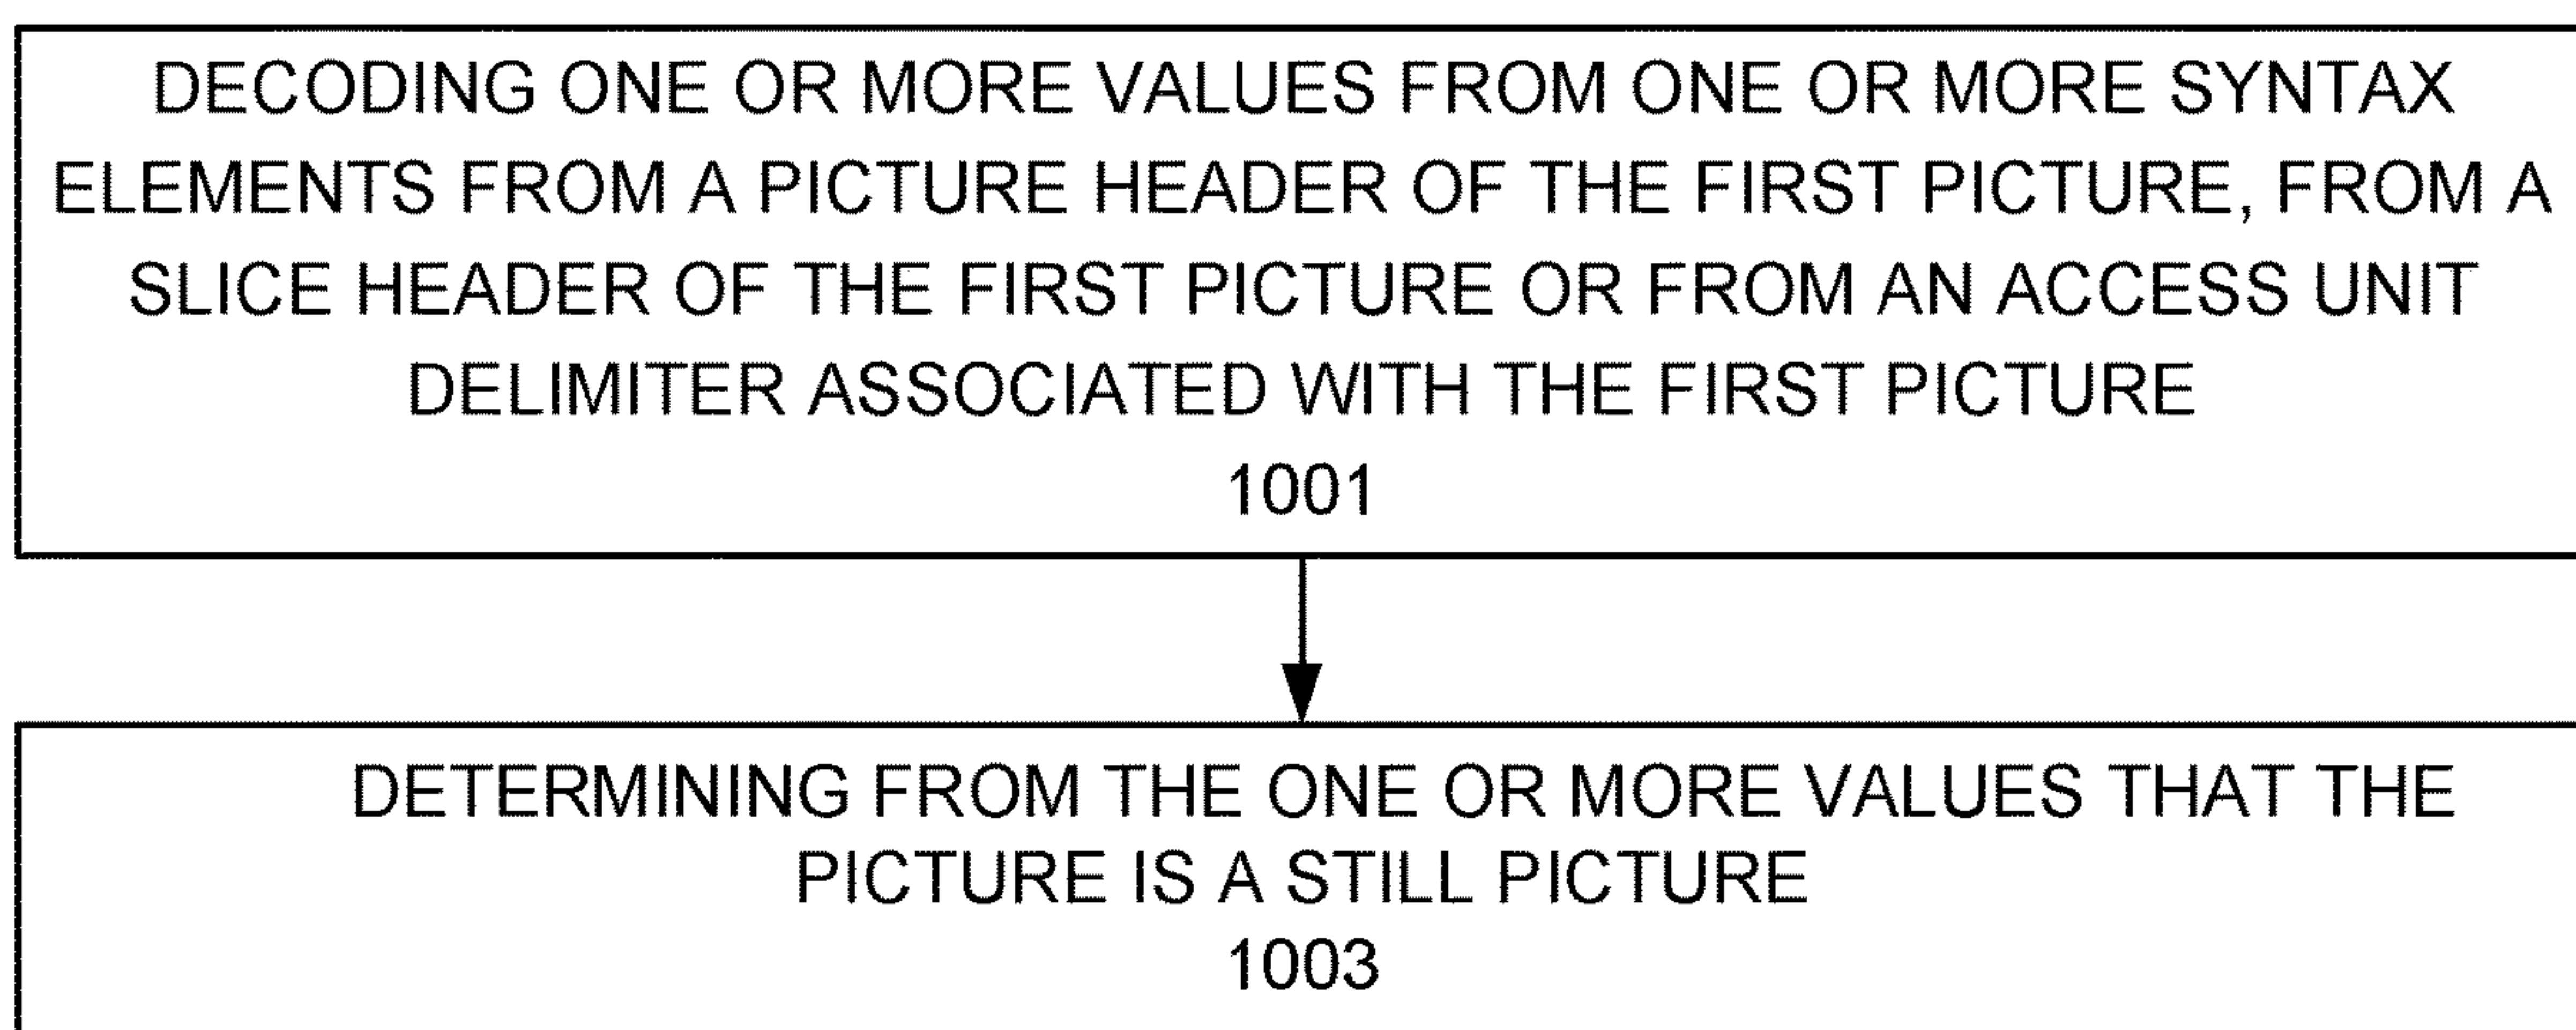 DECODING ONE OR MORE VALUES FROM ONE OR MORE SYNTAX
ELEMENTS FROM A PICTURE HEADER OF THE FIRST PICTURE, FROM A
SLICE HEADER OF THE FIRST PICTURE OR FROM AN ACCESS UNIT
DELIMITER ASSOCIATED WITH THE FIRST PICTURE
1001
DETERMINING FROM THE ONE OR MORE VALUES THAT THE
PICTURE IS A STILL PICTURE
1003